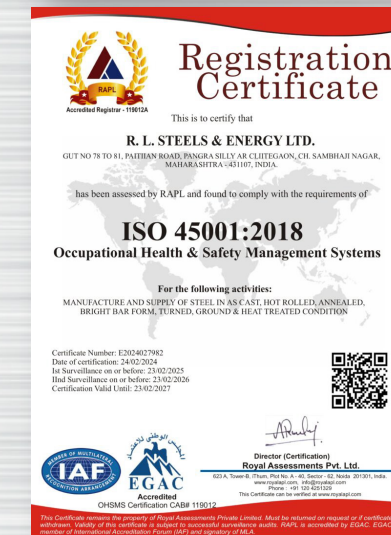 RAPL
Accredited Registrar - 119012A
Registration
Certificate
This is to certify that
R. L. STEELS & ENERGY LTD.
GUT NO 78 TO 81, PAITHAN ROAD, PANGRA SILLY AR CLIITEGAON, CH. SAMBHAJI NAGAR,
MAHARASHTRA - 431107, INDIA.
has been assessed by RAPL and found to comply with the requirements of
ISO 45001:2018
Occupational Health & Safety Management Systems
For the following activities:
MANUFACTURE AND SUPPLY OF STEEL IN AS CAST, HOT ROLLED, ANNEALED,
BRIGHT BAR FORM, TURNED, GROUND & HEAT TREATED CONDITION
Certificate Number: E2024027982
Date of certification: 24/02/2024
Ist Surveillance on or before: 23/02/2025
IInd Surveillance on or before: 23/02/2026
Certification Valid Until: 23/02/2027
Director (Certification)
Royal Assessments Pvt. Ltd.
623 A, Tower-B, iThum, Plot No. A - 40, Sector - 62, Noida 201301, India.
www.royalapl.com, info@royalapl.com
Phone : +91 120 4251329
This Certificate can be verified at www.royalapl.com
MEMBER OF MULTILATERAL
IAF
RECOGNITION ARRANGEMENT
EGAC
Accredited
OHSMS Certification CAB# 119012
This Certificate remains the property of Royal Assessments Private Limited. Must be returned on request or if certificate
withdrawn. Validity of this certificate is subject to successful surveillance audits. RAPL is accredited by EGAC. EGAC
member of International Accreditation Forum (IAF) and signatory of MLA.